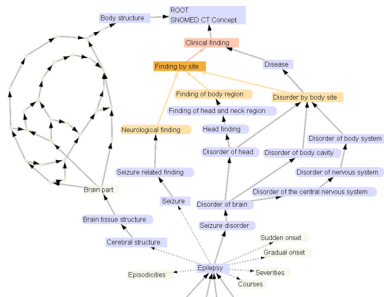 Body structure
ROOT
SNOMED CT Concept
Clinical finding
Finding by site
Disease
Finding of body region
Disorder by body site
Finding of head and neck region
Neurological finding
Head finding
Disorder of body system
Disorder of head
Disorder of body cavity
Seizure related finding
Disorder of nervous system
Brain part
Disorder of the central nervous system
Seizure
Disorder of brain
Brain tissue structure
Seizure disorder
Cerebral structure
Sudden onset
Gradual onset
Epilepsy
Episodicities
Severities
Courses